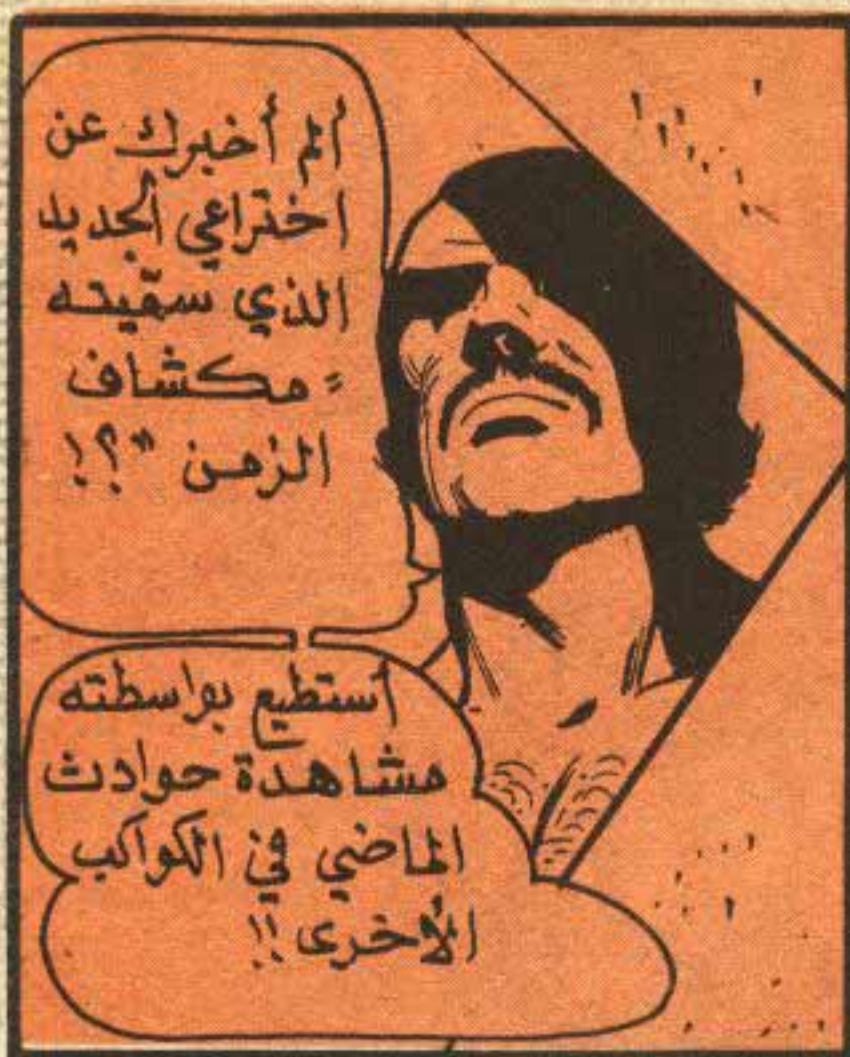 ألم أخبرك عن
اختراعي الجديد
الذي سمّيته
"مكشاف
الزمن"؟!
أستطيع بواسطته
مشاهدة حوادث
الماضي في الكواكب
الأخرى!!